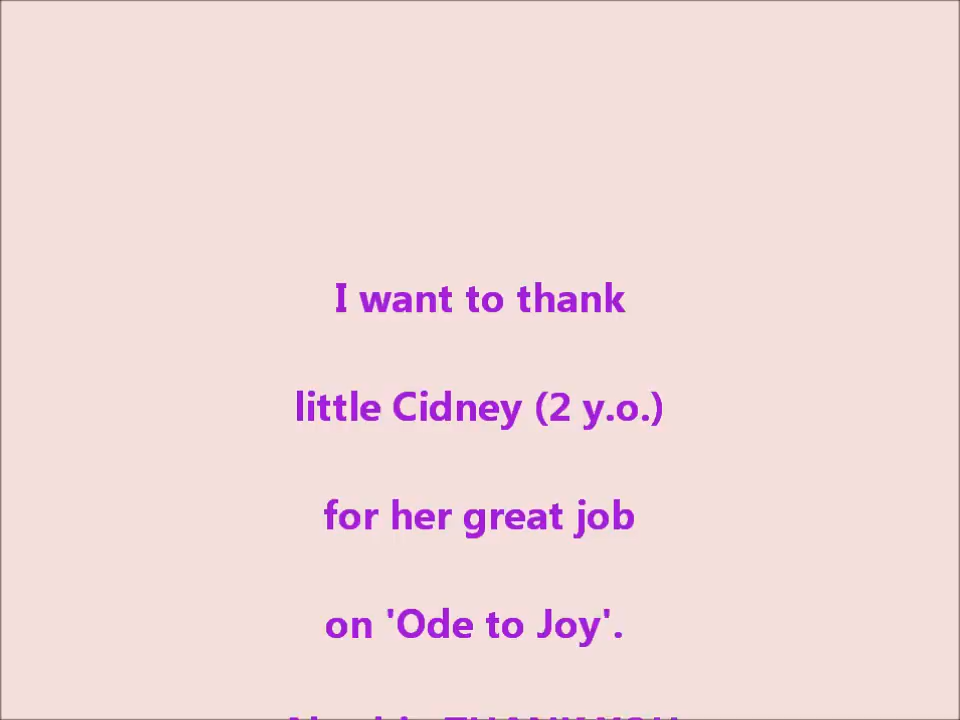 I want to thank
little Cidney (2 y.o.)
for her great job
on 'Ode to Joy'.